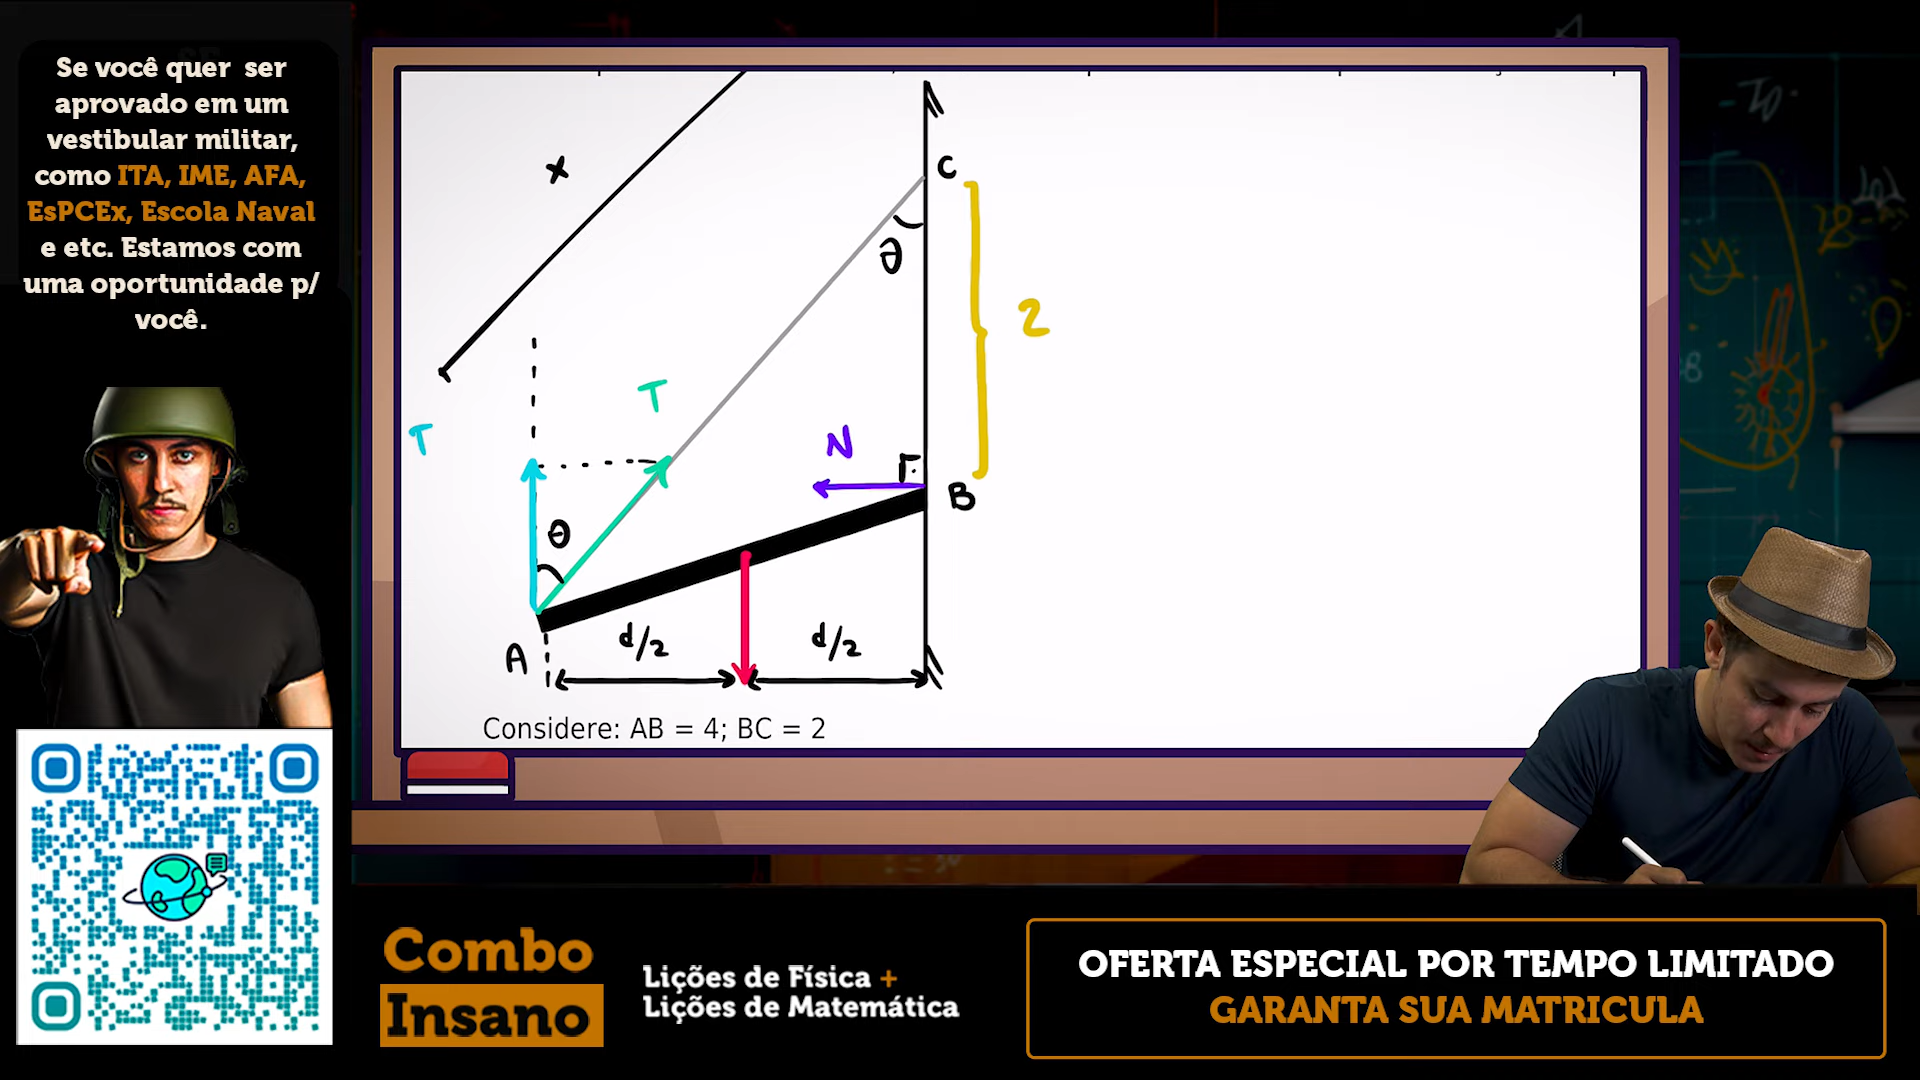 Se você quer ser
aprovado em um
vestibular militar,
como ITA, IME, AFA,
EsPCEx, Escola Naval
e etc. Estamos com
uma oportunidade p/
você.
x
C
θ
2
T
T
N
B
θ
A
d/2
d/2
Considere: AB = 4; BC = 2
Combo
Insano
Lições de Física +
Lições de Matemática
OFERTA ESPECIAL POR TEMPO LIMITADO
GARANTA SUA MATRICULA